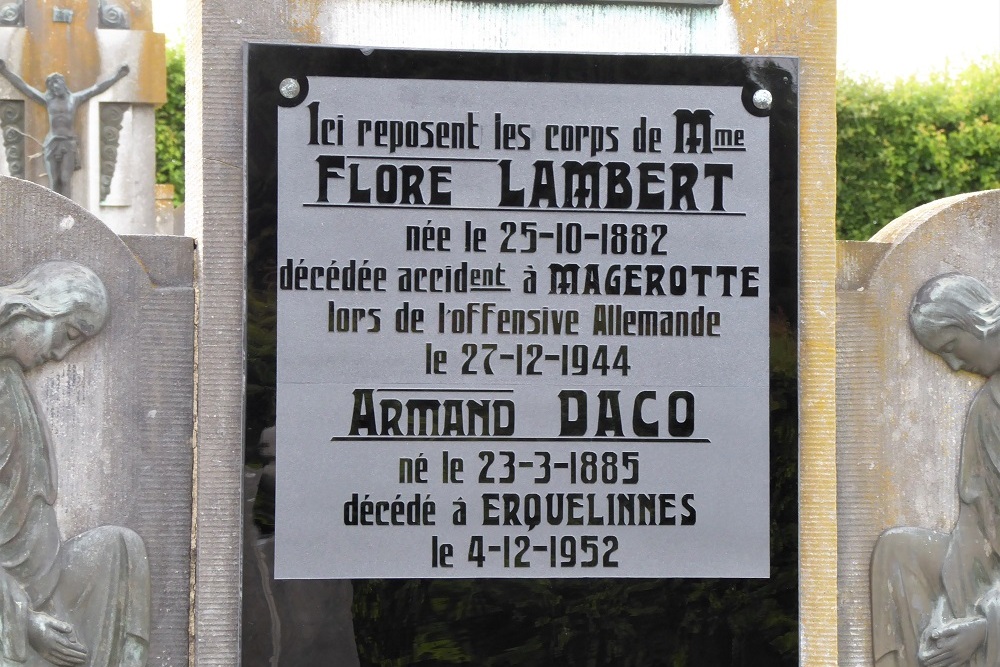 Ici reposent les corps de Mme
FLORE LAMBERT
née le 25-10-1882
décédée accident à MAGEROTTE
lors de l'offensive Allemande
le 27-12-1944
ARMAND DACO
né le 23-3-1885
décédé à ERQUELINNES
le 4-12-1952